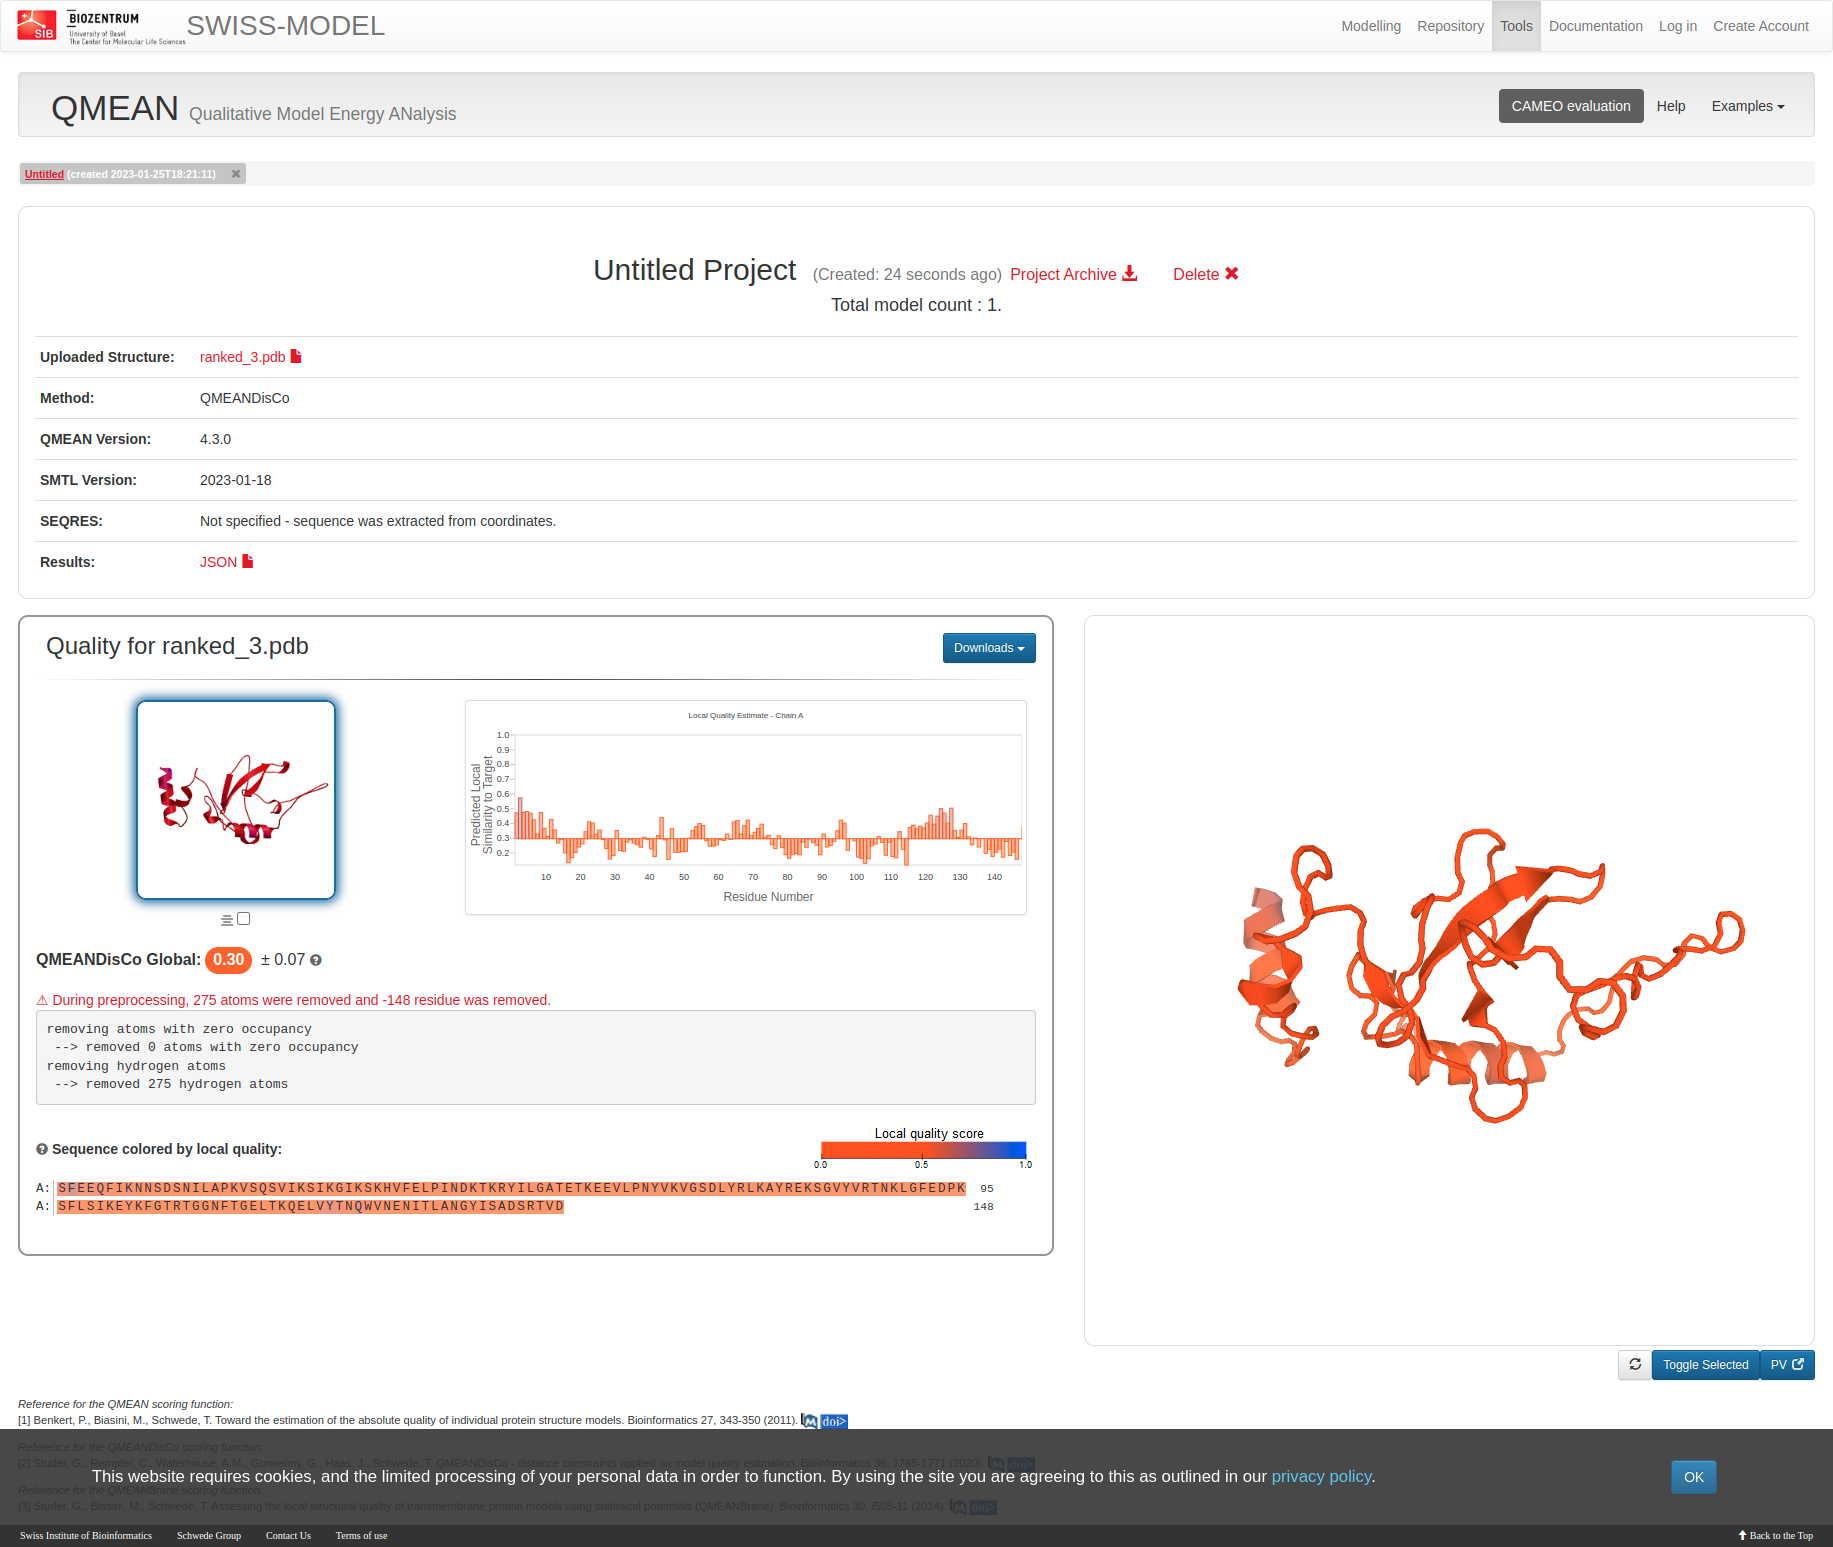 SIB
BIOZENTRUM
University of Basel
The Center for Molecular Life Sciences
SWISS-MODEL
Modelling Repository Tools Documentation Log in Create Account
QMEAN Qualitative Model Energy ANalysis
CAMEO evaluation Help Examples
Untitled (created 2023-01-25T18:21:11)
Untitled Project (Created: 24 seconds ago) Project Archive Delete
Total model count : 1.
Uploaded Structure: ranked_3.pdb
Method: QMEANDisCo
QMEAN Version: 4.3.0
SMTL Version: 2023-01-18
SEQRES: Not specified - sequence was extracted from coordinates.
Results: JSON
Quality for ranked_3.pdb
Downloads
Local Quality Estimate - Chain A
Predicted Local
Similarity to Target
1.0
0.9
0.8
0.7
0.6
0.5
0.4
0.3
0.2
10 20 30 40 50 60 70 80 90 100 110 120 130 140
Residue Number
QMEANDisCo Global: 0.30 ± 0.07
⚠ During preprocessing, 275 atoms were removed and -148 residue was removed.
removing atoms with zero occupancy
--> removed 0 atoms with zero occupancy
removing hydrogen atoms
--> removed 275 hydrogen atoms
Local quality score
0.0 0.5 1.0
Sequence colored by local quality:
A: SFEEQFIKNNSDSNILAPKVSQSVIKSIKGIKSKHVFELPINDKTKRYILGATETKEEVLPNYVKVGSDLYRLKAYREKSGVYVRTNKLGFEDPK 95
A: SFLSIKEYKFGTRTGGNFTGELTKQELVYTNQWVNENITLANGYISADSRTVD 148
Toggle Selected PV
Reference for the QMEAN scoring function:
[1] Benkert, P., Biasini, M., Schwede, T. Toward the estimation of the absolute quality of individual protein structure models. Bioinformatics 27, 343-350 (2011). M doi>
Reference for the QMEANDisCo scoring function:
[2] Studer, G., Rempfer, C., Waterhouse, A.M., Gumienny, G., Haas, J., Schwede, T. QMEANDisCo - distance constraints applied on model quality estimation. Bioinformatics 36, 1765-1771 (2020). M doi>
This website requires cookies, and the limited processing of your personal data in order to function. By using the site you are agreeing to this as outlined in our privacy policy.
OK
Reference for the QMEANBrane scoring function:
[3] Studer, G., Biasini, M., Schwede, T. Assessing the local structural quality of transmembrane protein models using statistical potentials (QMEANBrane). Bioinformatics 30, i505-11 (2014). M doi>
Swiss Institute of Bioinformatics Schwede Group Contact Us Terms of use
Back to the Top